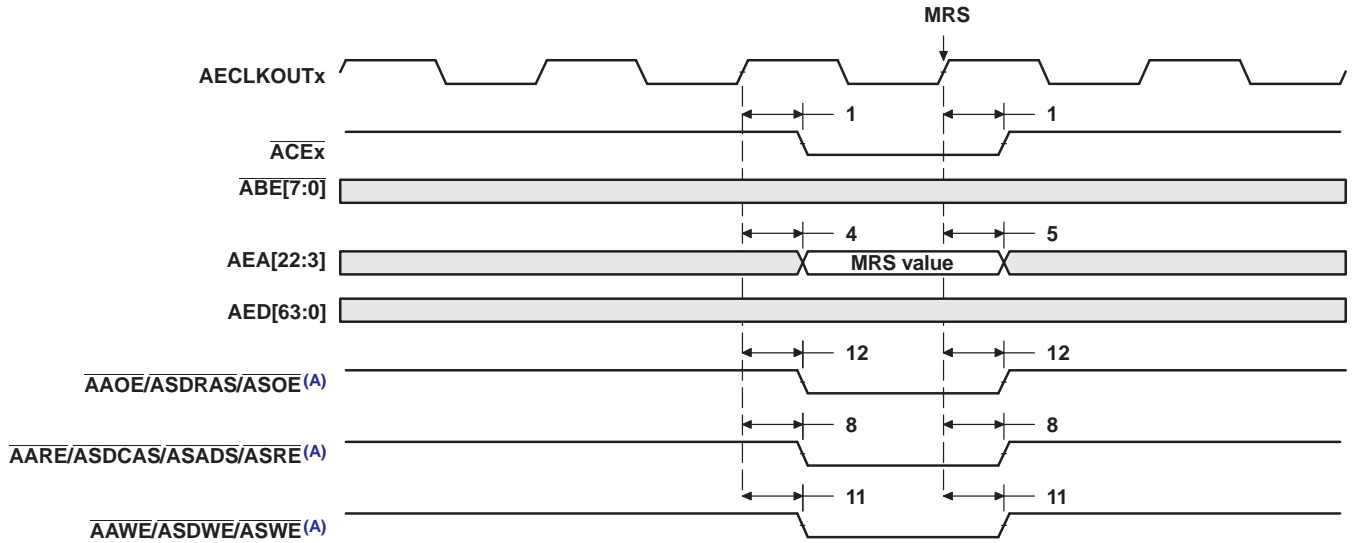 MRS
AECLKOUTx
1 1
ACEx
ABE[7:0]
4 5
AEA[22:3] MRS value
AED[63:0]
12 12
AAOE/ASDRAS/ASOE(A)
8 8
AARE/ASDCAS/ASADS/ASRE(A)
11 11
AAWE/ASDWE/ASWE(A)